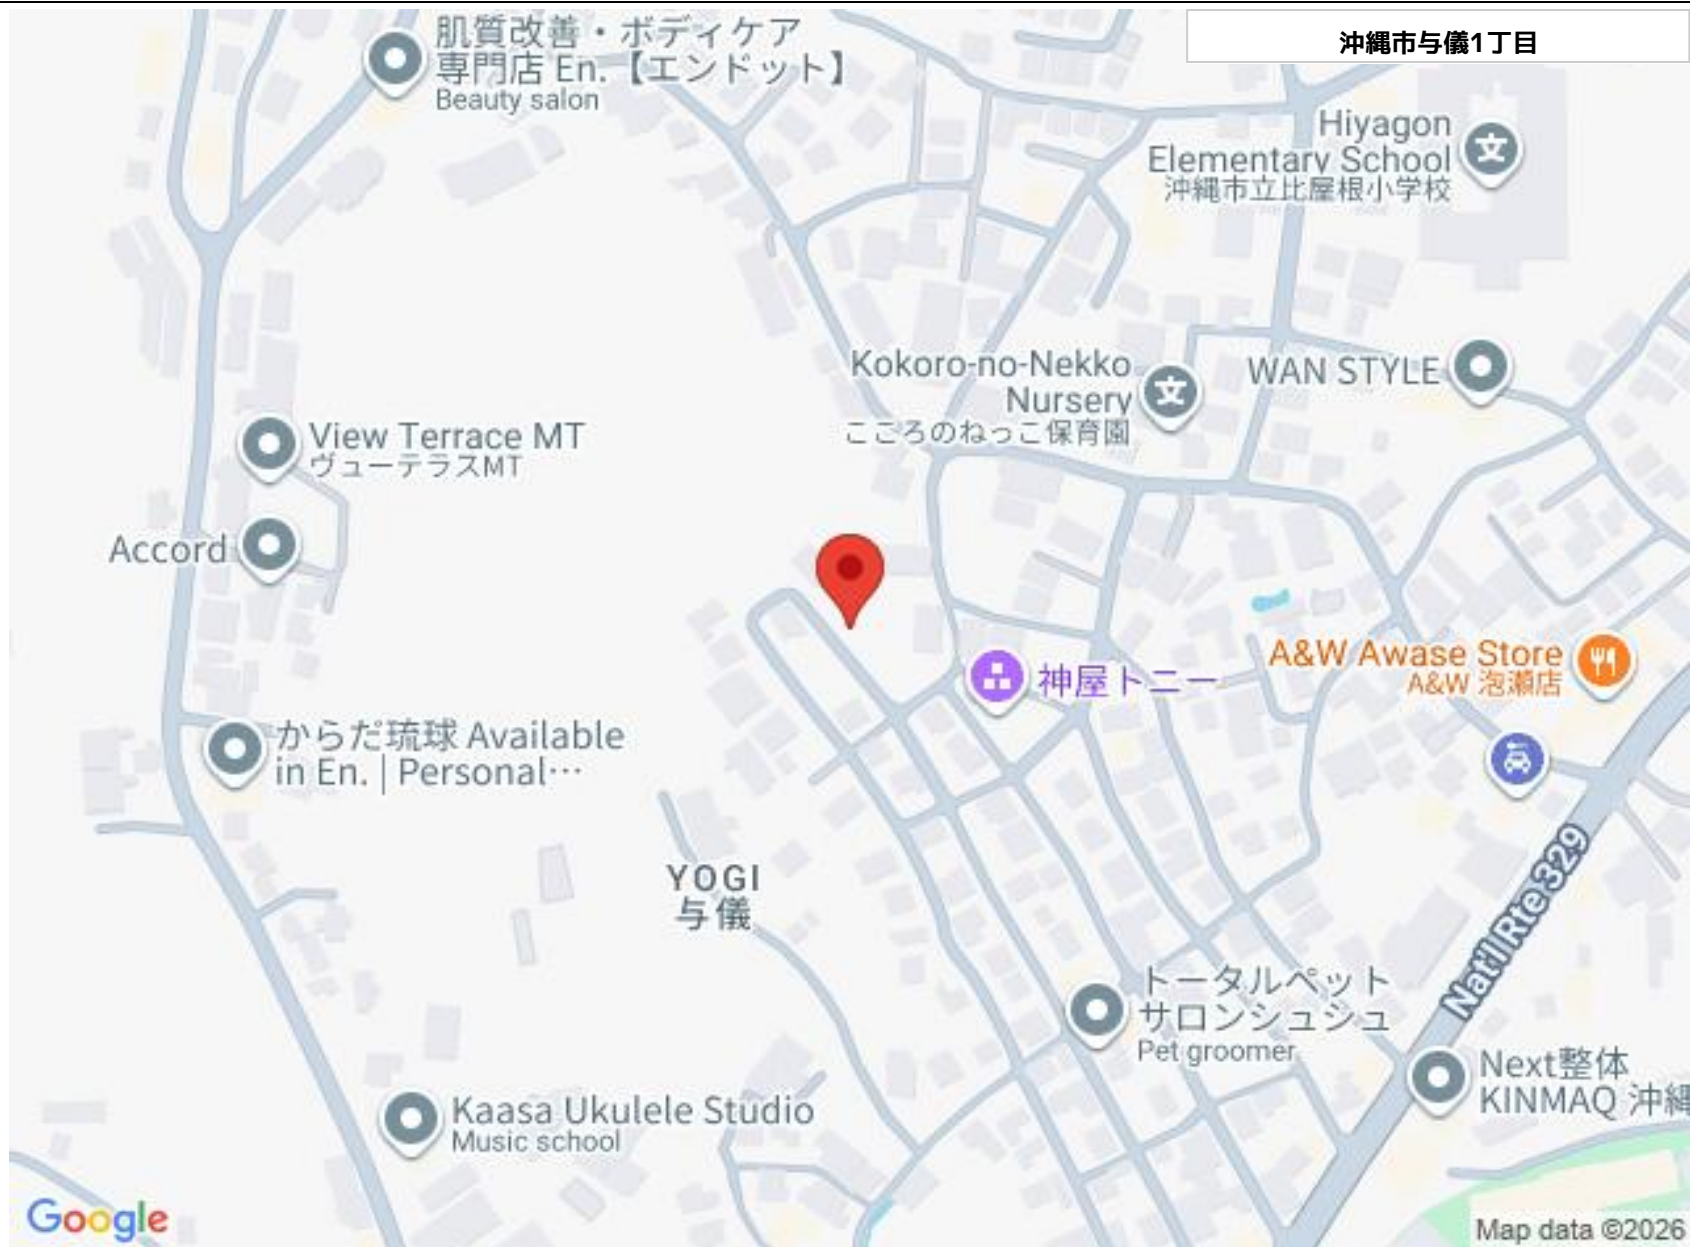 肌質改善・ボディケア
専門店 En.【エンドット】
Beauty salon
沖縄市与儀1丁目
Hiyagon
Elementary School
沖縄市立比屋根小学校
Kokoro-no-Nekko
Nursery
こころのねっこ保育園
WAN STYLE
View Terrace MT
ヴューテラスMT
Accord
神屋トニー
A&W Awase Store
A&W 泡瀬店
からだ琉球 Available
in En. | Personal…
YOGI
与儀
Nat'l Rte 329
トータルペット
サロンシュシュ
Pet groomer
Next整体
KINMAQ 沖縄
Kaasa Ukulele Studio
Music school
Google
Map data ©2026